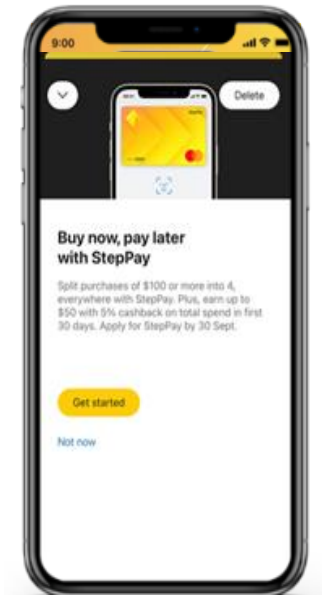 9:00
Delete
Buy now, pay later
with StepPay
Split purchases of $100 or more into 4,
everywhere with StepPay. Plus, earn up to
$50 with 5% cashback on total spend in first
30 days. Apply for StepPay by 30 Sept.
Get started
Not now